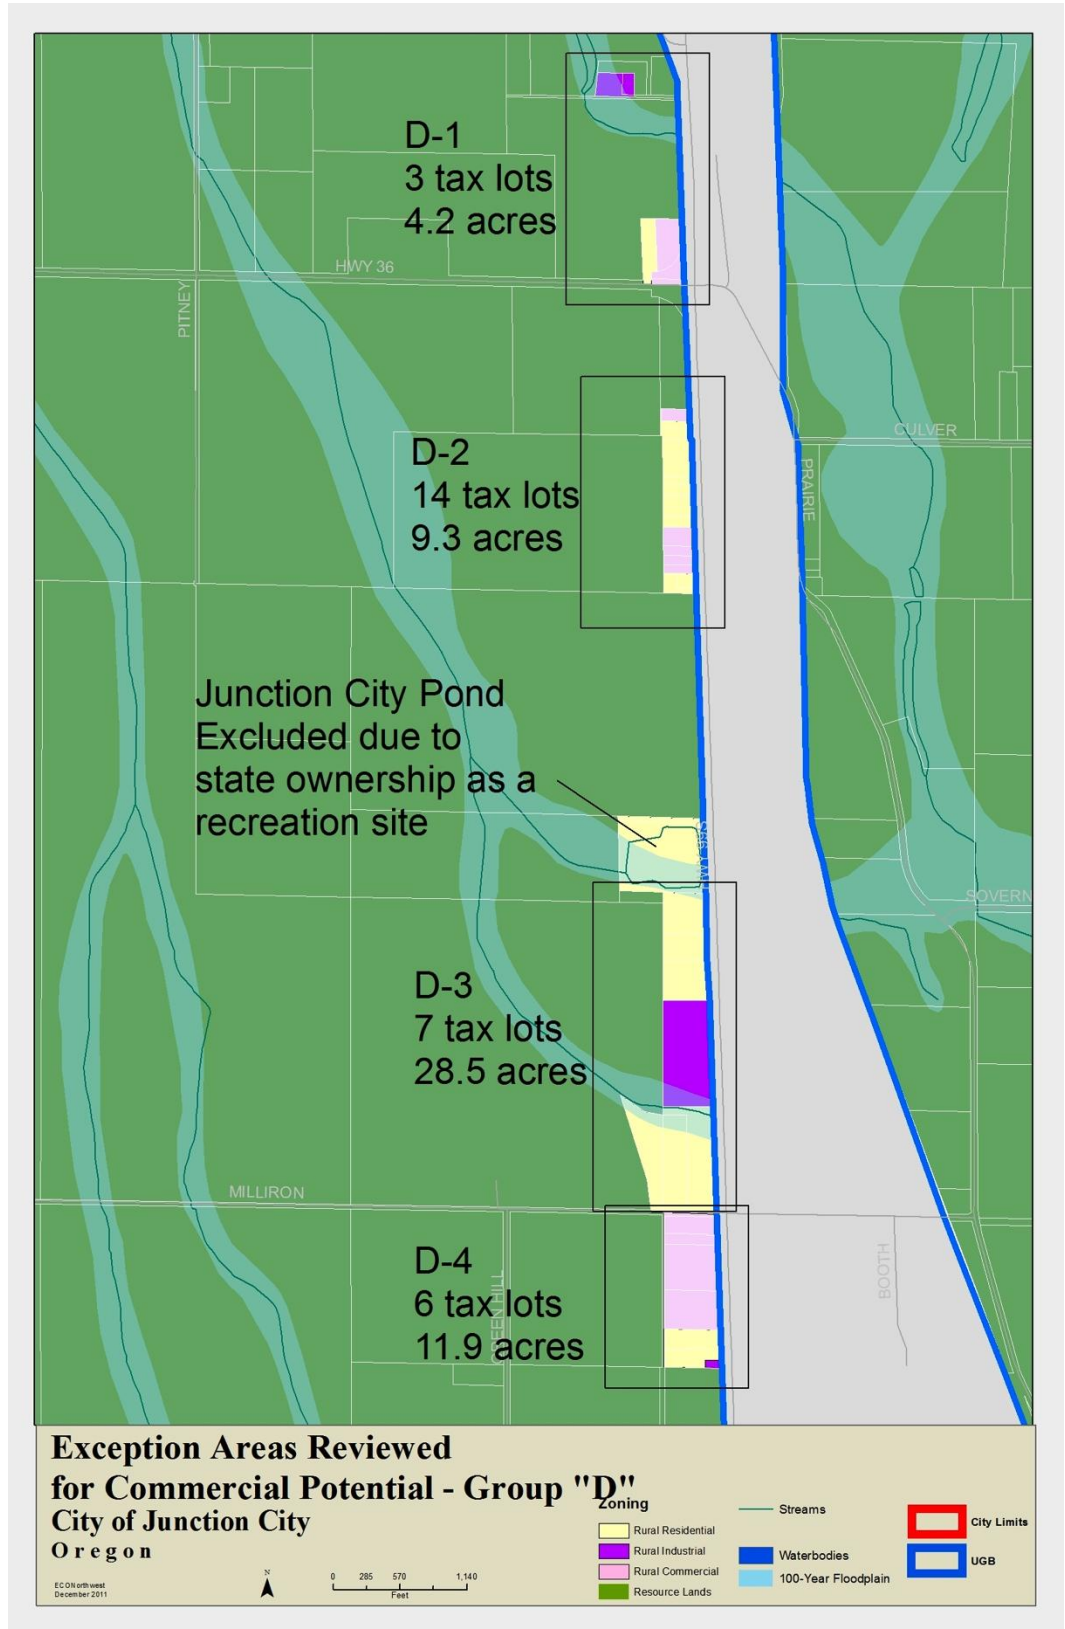 D-1
3 tax lots
4.2 acres
HWY 36
PITNEY
D-2
14 tax lots
9.3 acres
CULVER
PRAIRIE
Junction City Pond
Excluded due to
state ownership as a
recreation site
SOVERN
D-3
7 tax lots
28.5 acres
MILLIRON
D-4
6 tax lots
11.9 acres
GREEN HILL
BOOTH
Exception Areas Reviewed
for Commercial Potential - Group "D"
City of Junction City
Oregon
ECONorthwest
December 2011
N
0 285 570 1,140
Feet
Zoning
Rural Residential
Rural Industrial
Rural Commercial
Resource Lands
Streams
Waterbodies
100-Year Floodplain
City Limits
UGB